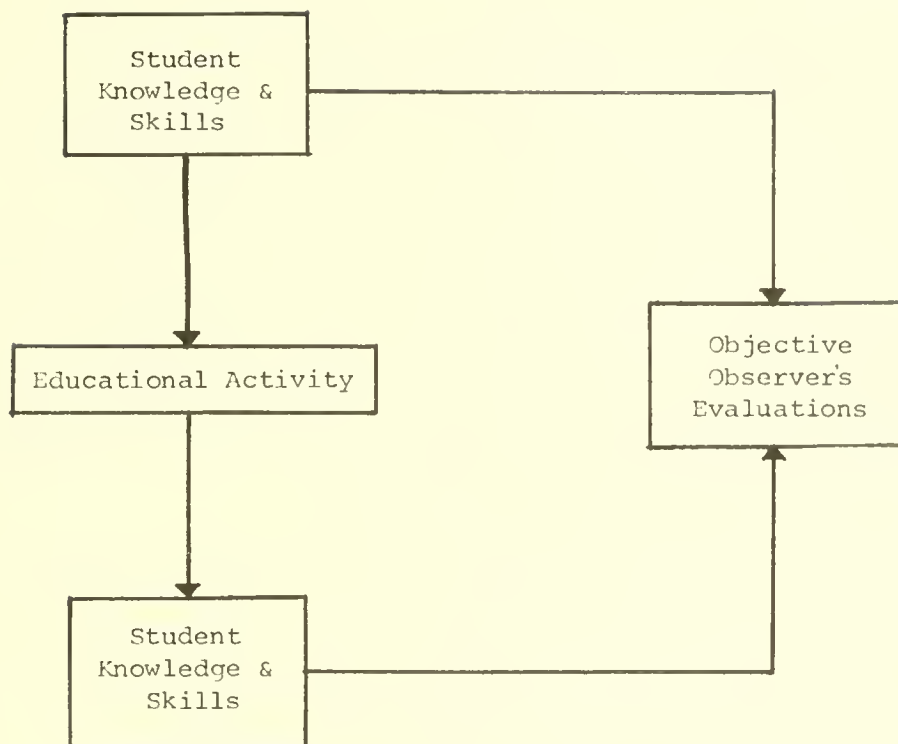 Student
Knowledge &
Skills
Educational Activity
Objective
Observer's
Evaluations
Student
Knowledge &
Skills